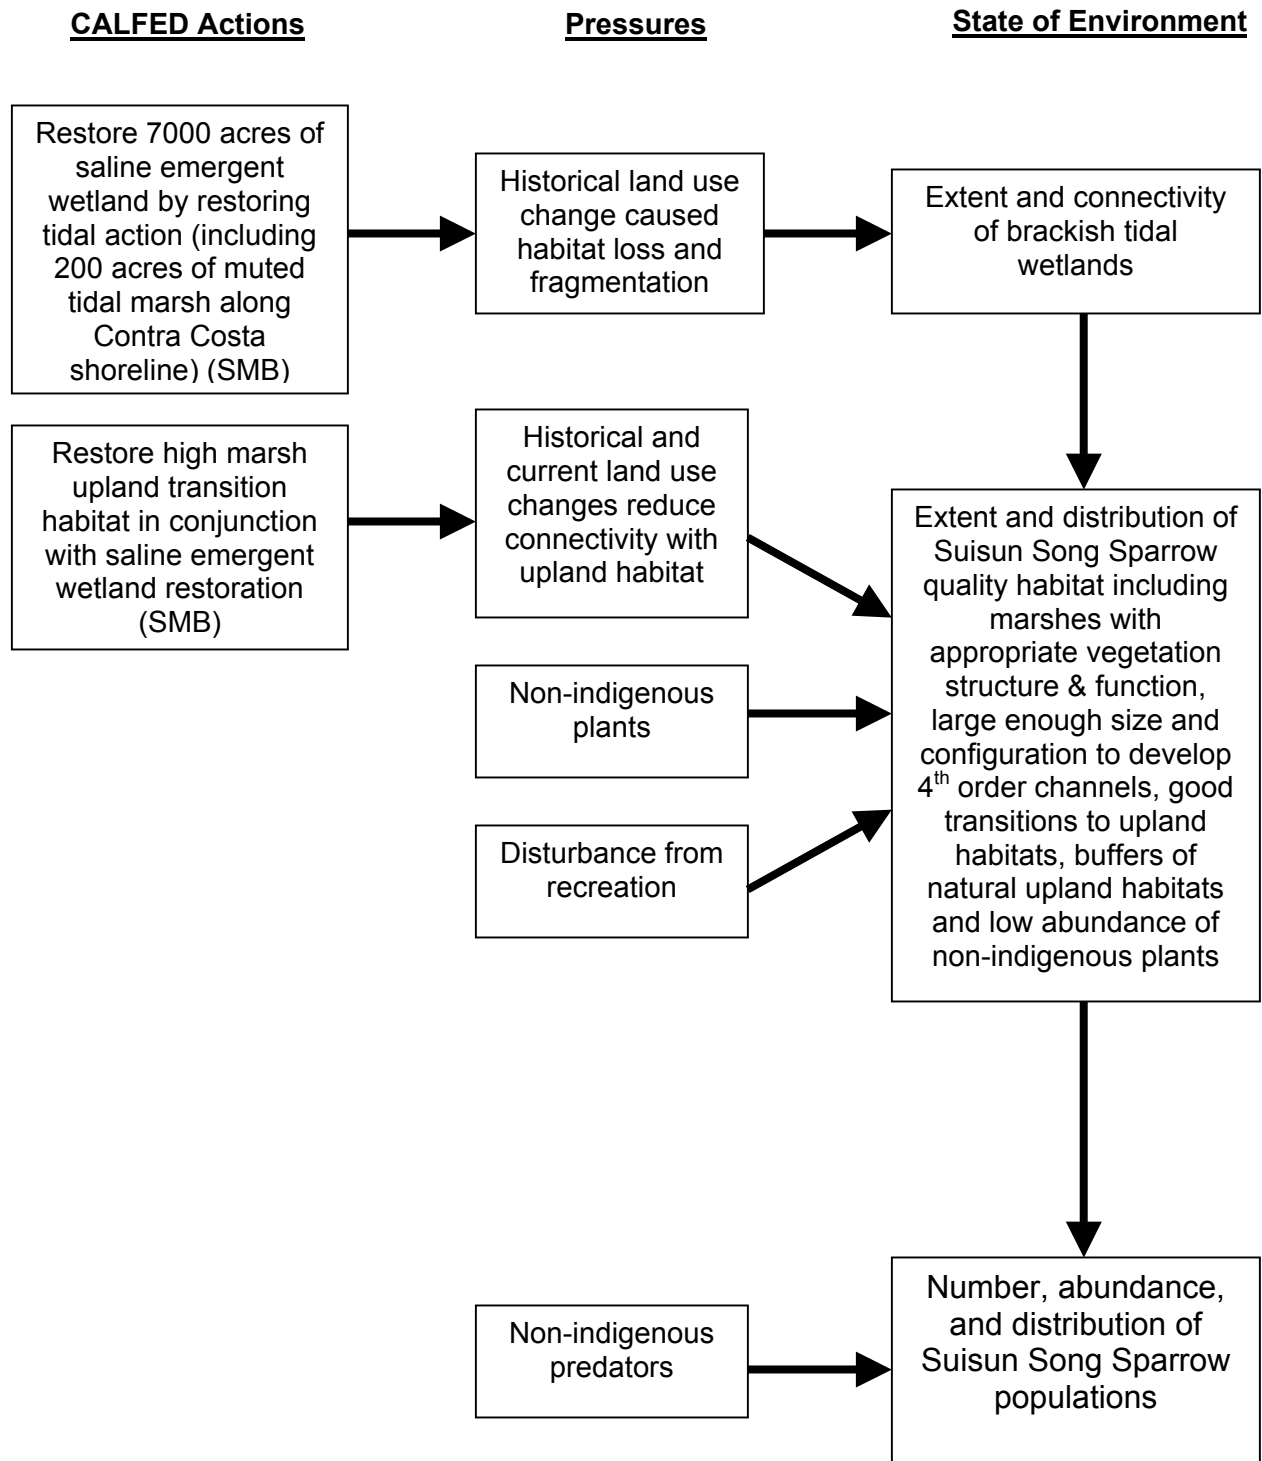 CALFED Actions
Pressures
State of Environment
Restore 7000 acres of
saline emergent
wetland by restoring
tidal action (including
200 acres of muted
tidal marsh along
Contra Costa
shoreline) (SMB)
Historical land use
change caused
habitat loss and
fragmentation
Extent and connectivity
of brackish tidal
wetlands
Restore high marsh
upland transition
habitat in conjunction
with saline emergent
wetland restoration
(SMB)
Historical and
current land use
changes reduce
connectivity with
upland habitat
Non-indigenous
plants
Disturbance from
recreation
Extent and distribution of
Suisun Song Sparrow
quality habitat including
marshes with
appropriate vegetation
structure & function,
large enough size and
configuration to develop
4th order channels, good
transitions to upland
habitats, buffers of
natural upland habitats
and low abundance of
non-indigenous plants
Non-indigenous
predators
Number, abundance,
and distribution of
Suisun Song Sparrow
populations